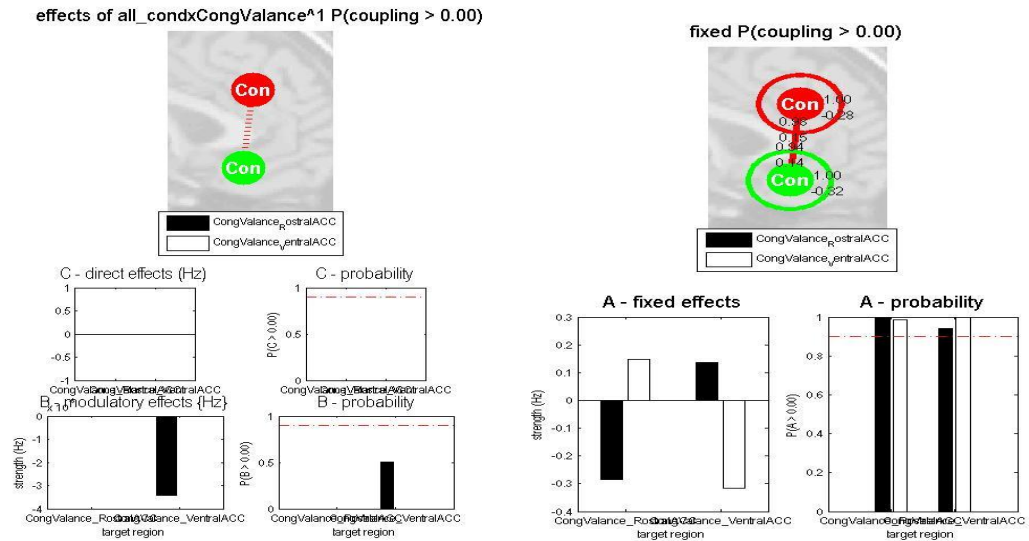 effects of all_condxCongValance^1 P(coupling > 0.00)
Con
Con
CongValance_RostralACC
CongValance_VentralACC
C - direct effects (Hz)
1
0.5
0
-0.5
-1
C - probability
P(C > 0.00)
1
0.5
0
B - modulatory effects {Hz}
strength (Hz)
0
-1
-2
-3
-4
CongValance_VentralACC
target region
B - probability
P(B > 0.00)
1
0.5
0
CongValance_VentralACC
target region
fixed P(coupling > 0.00)
Con
1.00
-0.28
Con
1.00
-0.32
CongValance_RostralACC
CongValance_VentralACC
A - fixed effects
strength (Hz)
0.3
0.2
0.1
0
-0.1
-0.2
-0.3
-0.4
CongValance_VentralACC
target region
A - probability
P(A > 0.00)
1
0.8
0.6
0.4
0.2
0
CongValance_VentralACC
target region